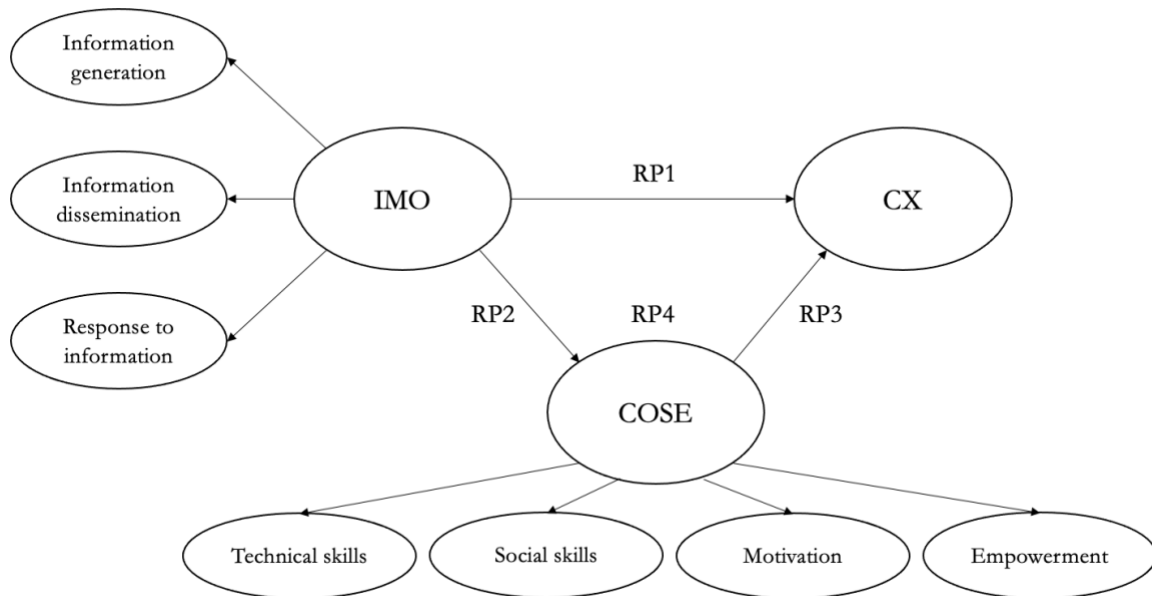 Information
generation
Information
dissemination
Response to
information
IMO
RP1
CX
RP2
RP4
RP3
COSE
Technical skills
Social skills
Motivation
Empowerment